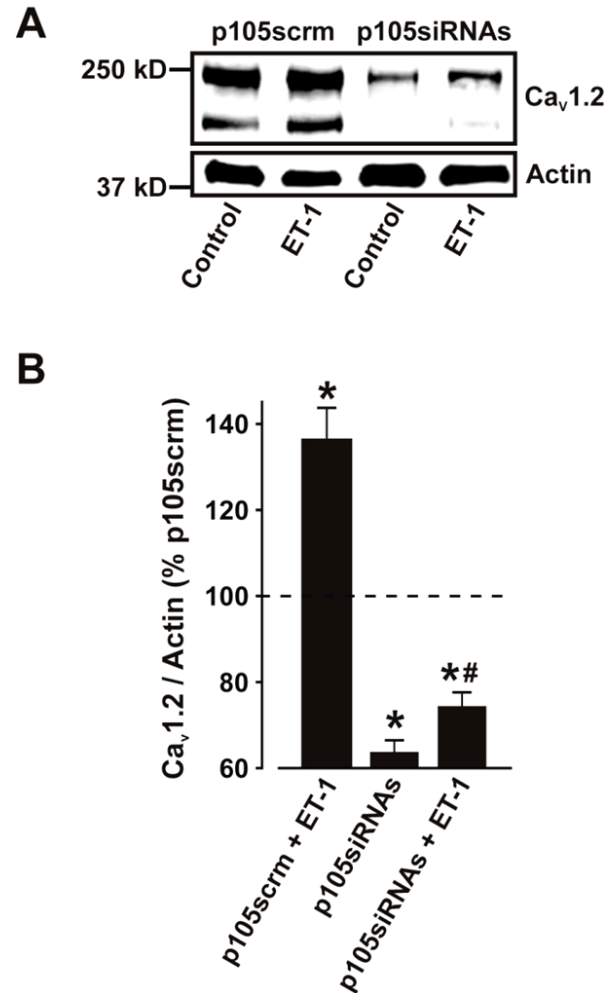 A
p105scrm p105siRNAs
250 kD
Caᵥ1.2
37 kD
Actin
Control ET-1 Control ET-1
B
Caᵥ1.2 / Actin (% p105scrm)
140
120
100
80
60
*
*
*#
p105scrm + ET-1
p105siRNAs
p105siRNAs + ET-1